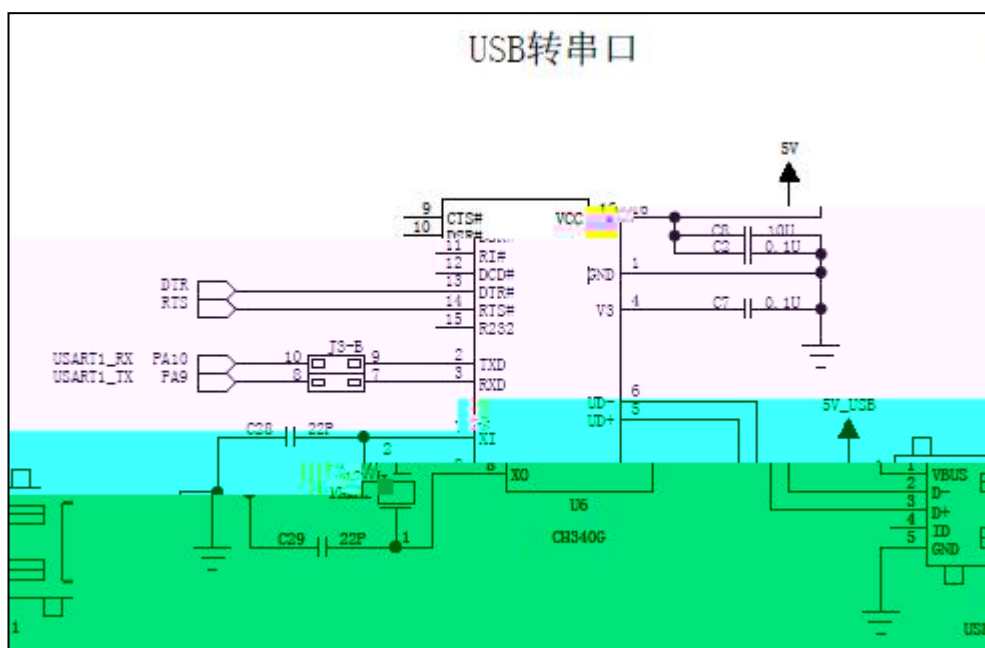 USB转串口
5V
9 CTS# VCC
10
C8 10U
C2 0.1U
11 RI#
12 DCD# GND 1
DTR 13 DTR#
RTS 14 RTS# V3 4 C7 0.1U
15 R232
J3-B
USART1_RX PA10 10 9 2 TXD
USART1_TX PA9 8 7 3 RXD
UD- 6
UD+ 5
5V_USB
C28 22P XI
2
XO
1 VBUS
2 D-
3 D+
4 ID
5 GND
U6
C29 22P 1 CH340G
1